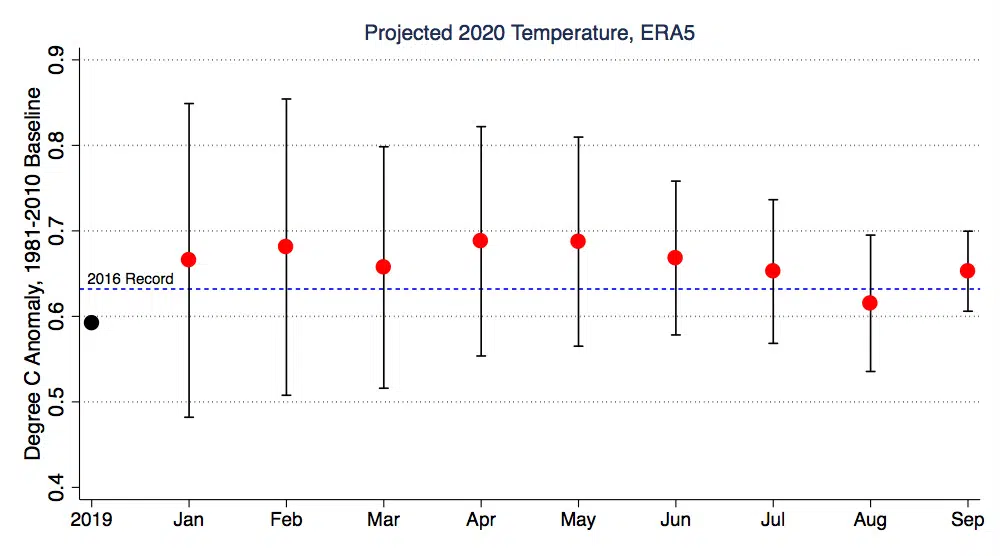 Projected 2020 Temperature, ERA5
Degree C Anomaly, 1981-2010 Baseline
0.9
0.8
0.7
0.6
0.5
0.4
2016 Record
2019 Jan Feb Mar Apr May Jun Jul Aug Sep